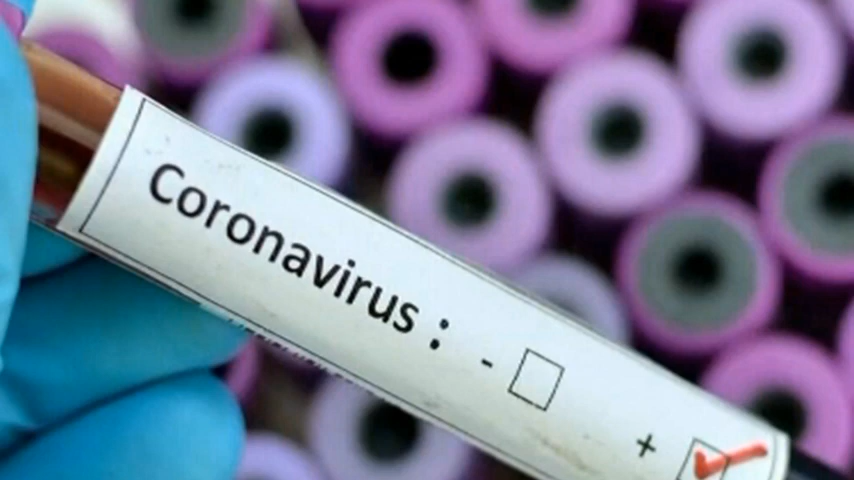 Coronavirus :
- ☐
+ ☑